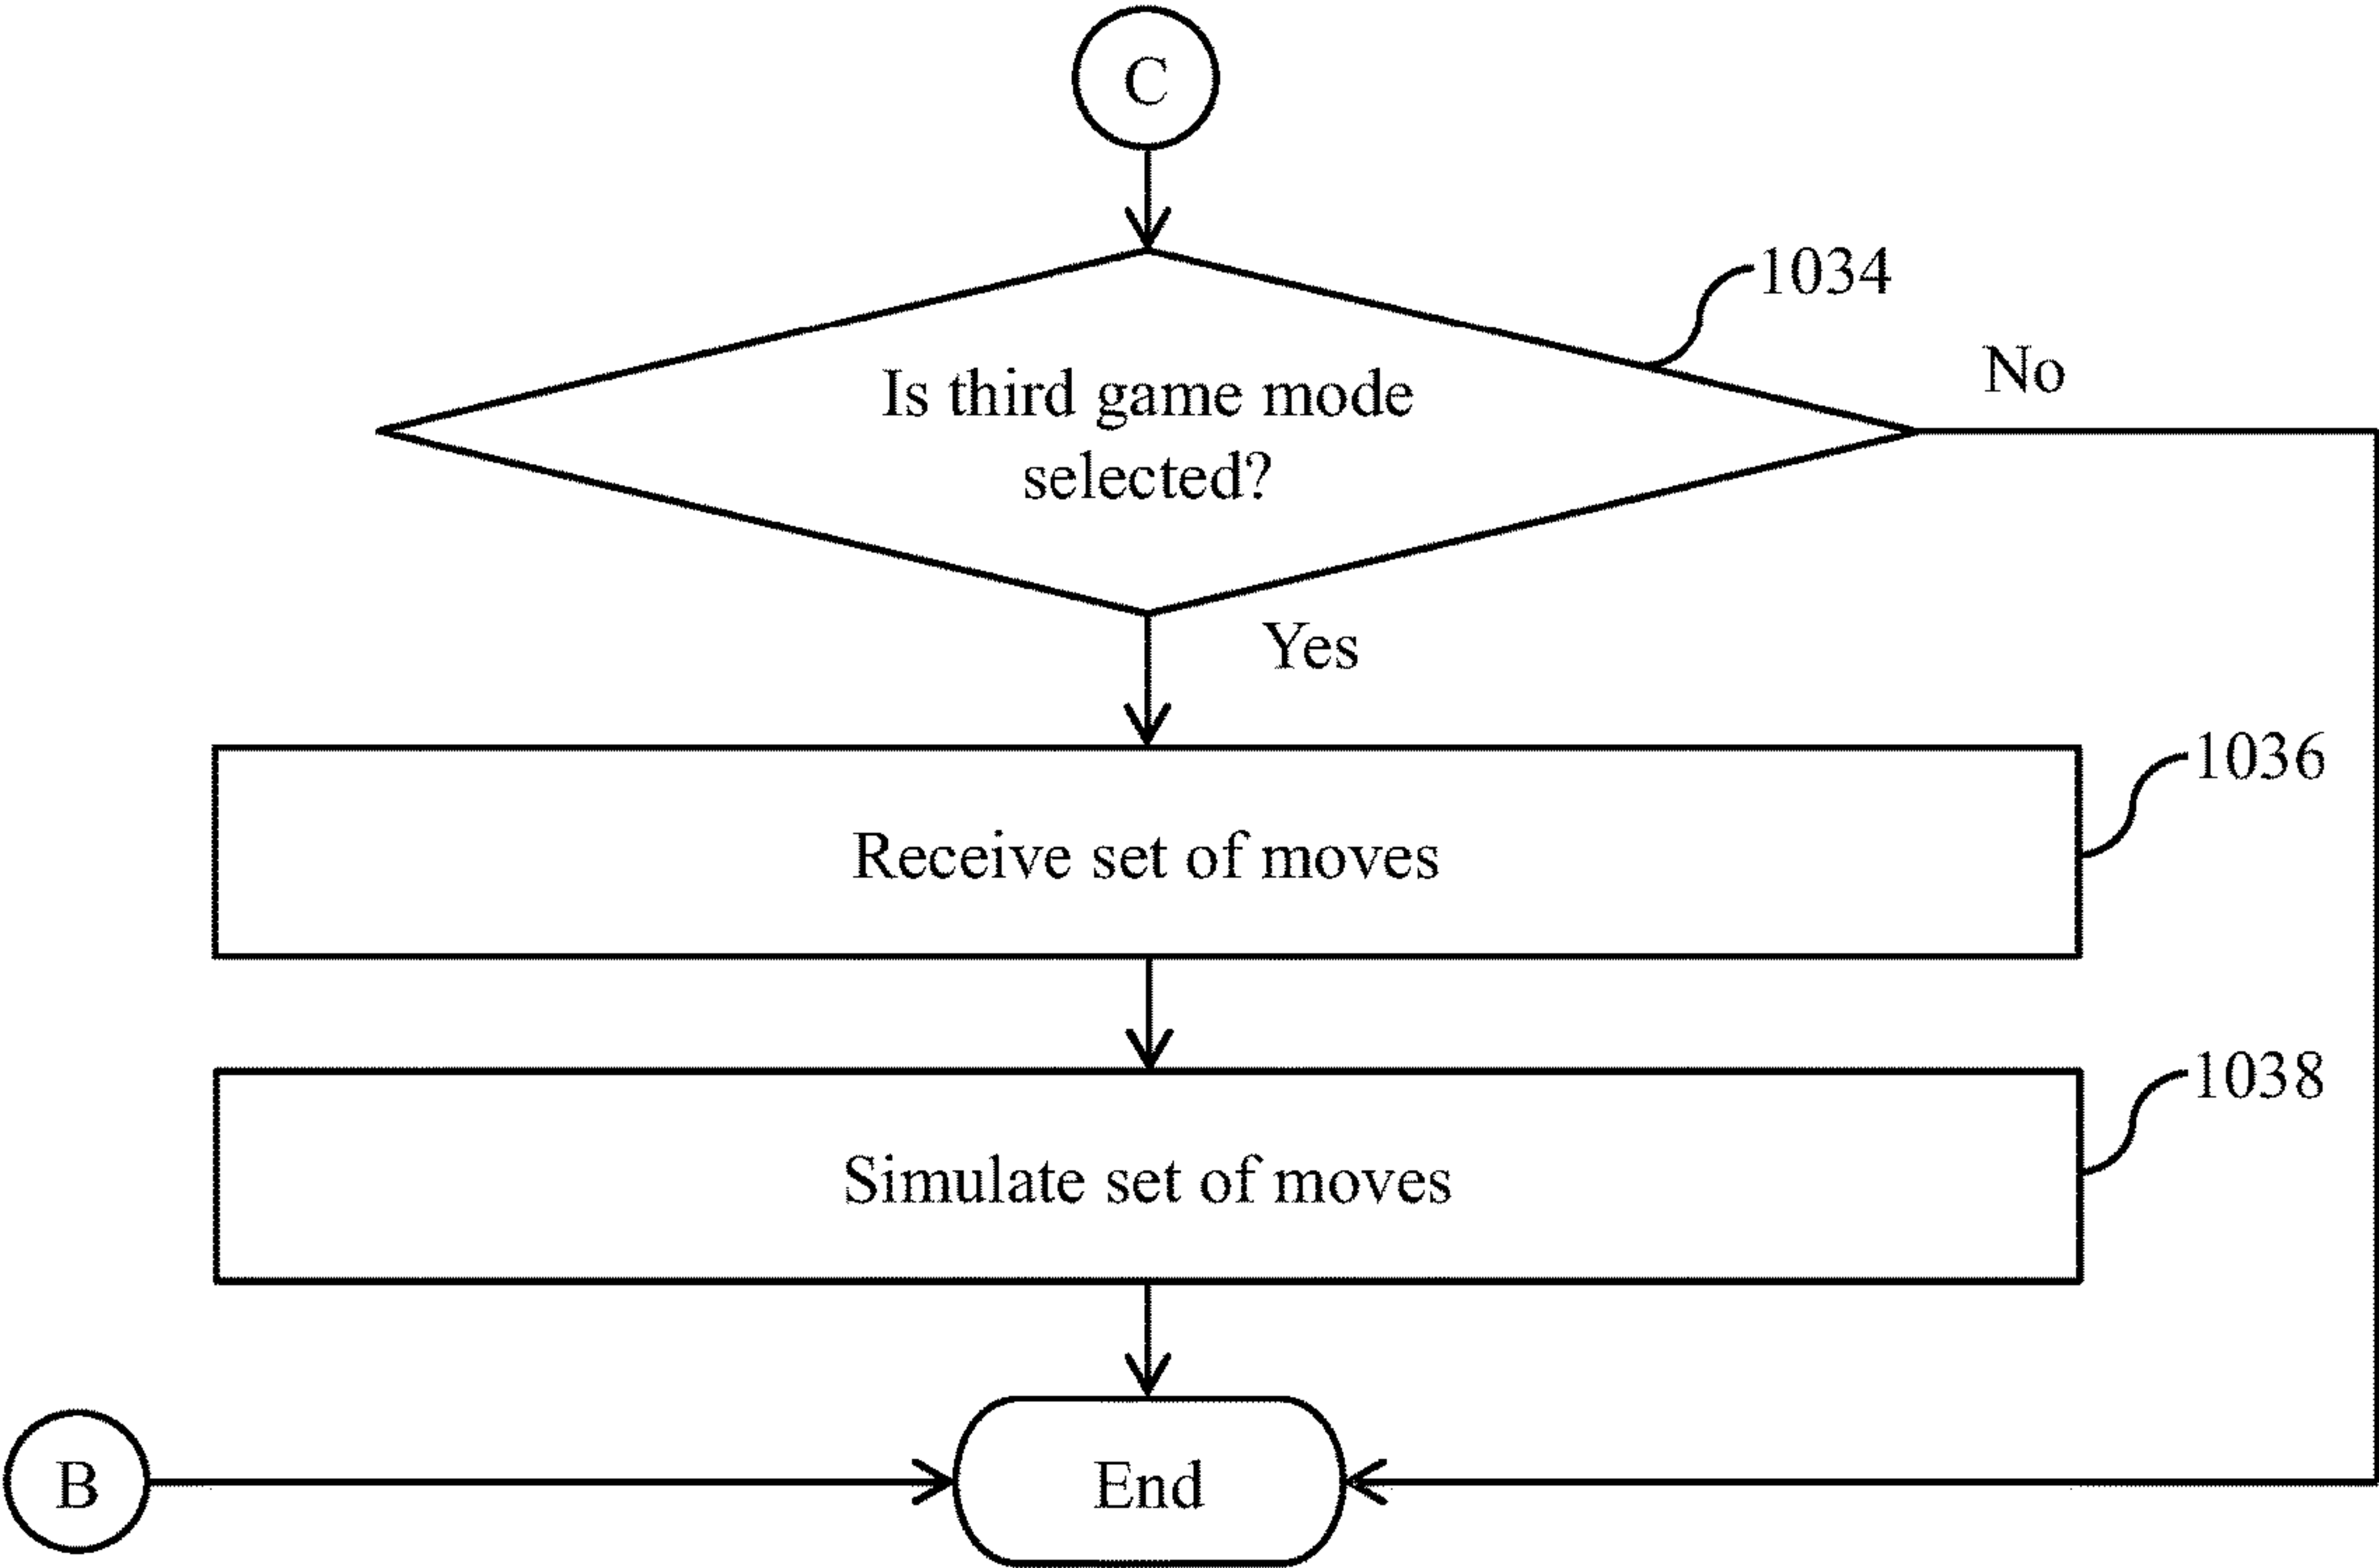 C
1034
No
Is third game mode
selected?
Yes
1036
Receive set of moves
1038
Simulate set of moves
B
End